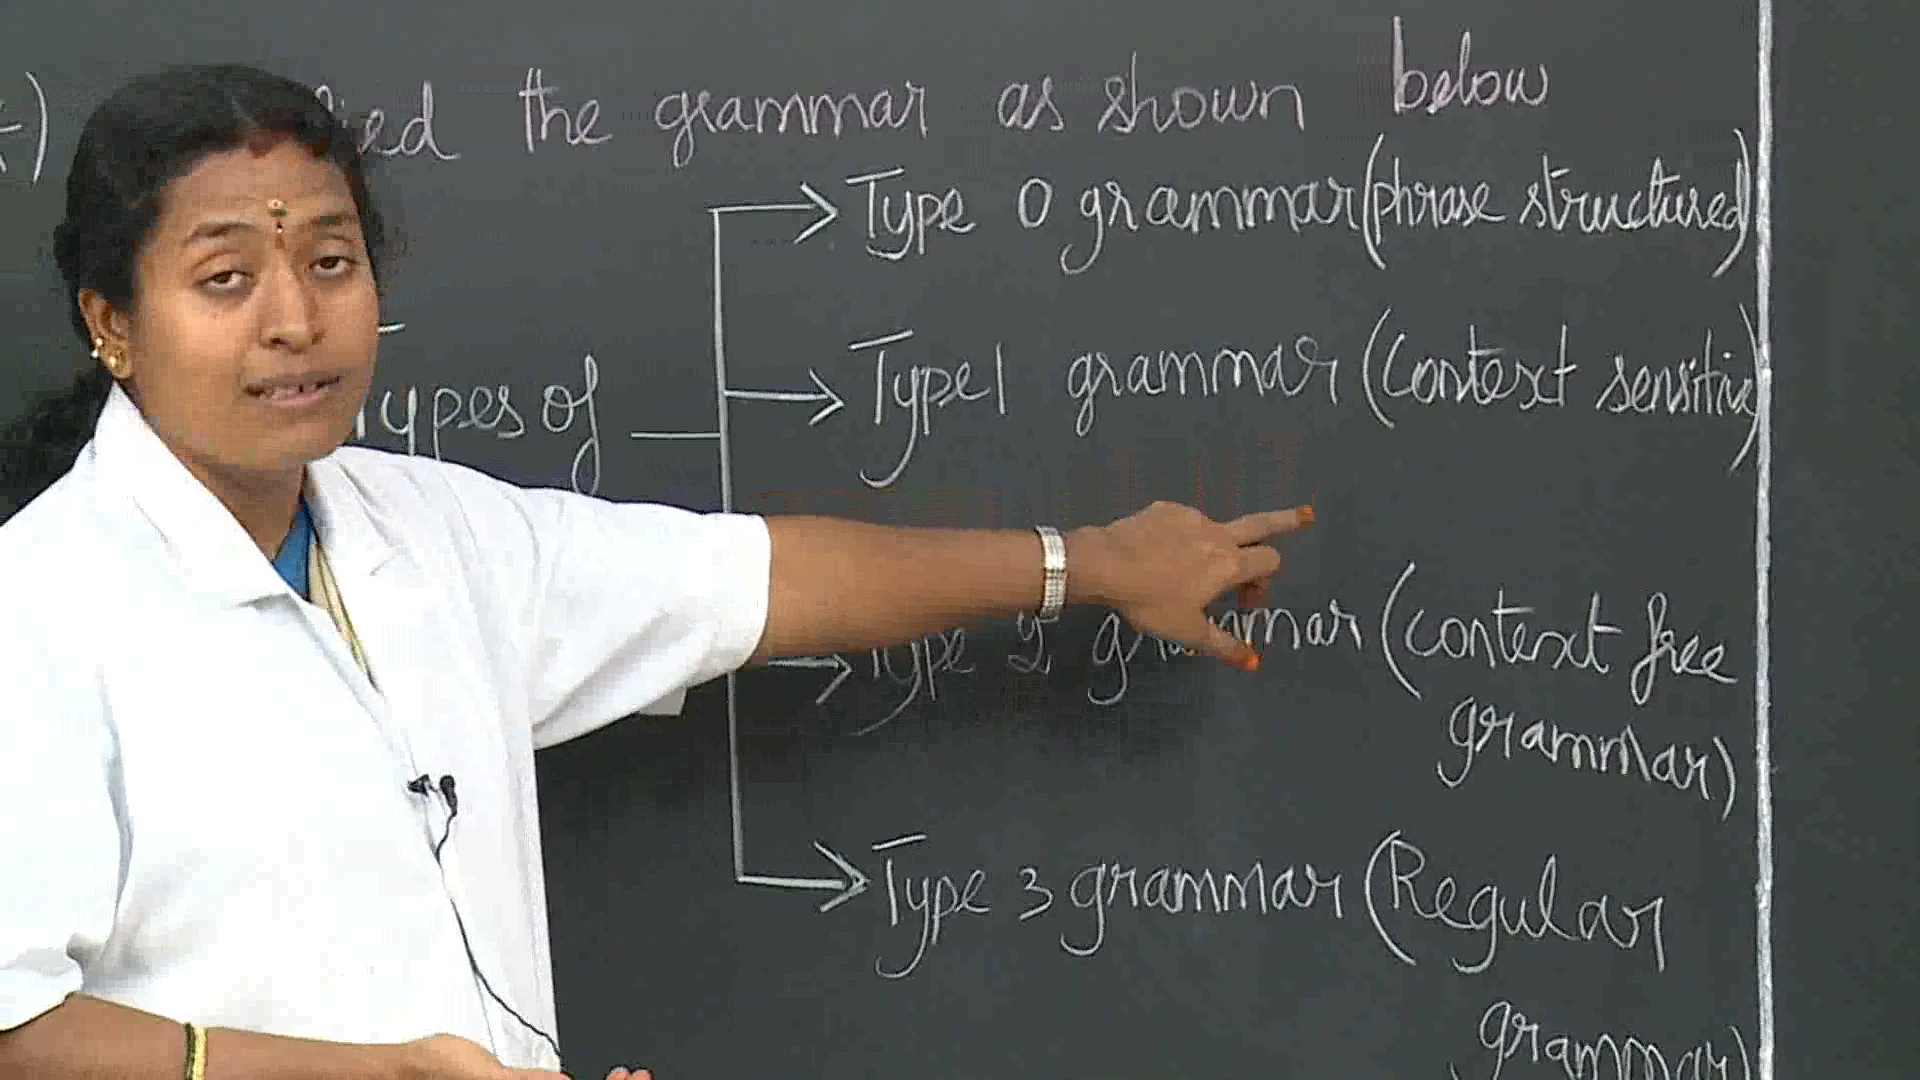 the grammar as shown below
Type 0 grammar (phrase structured)
Types of
Type 1 grammar (Context sensitive)
Type 2 grammar (context free
grammar)
Type 3 grammar (Regular
grammar)